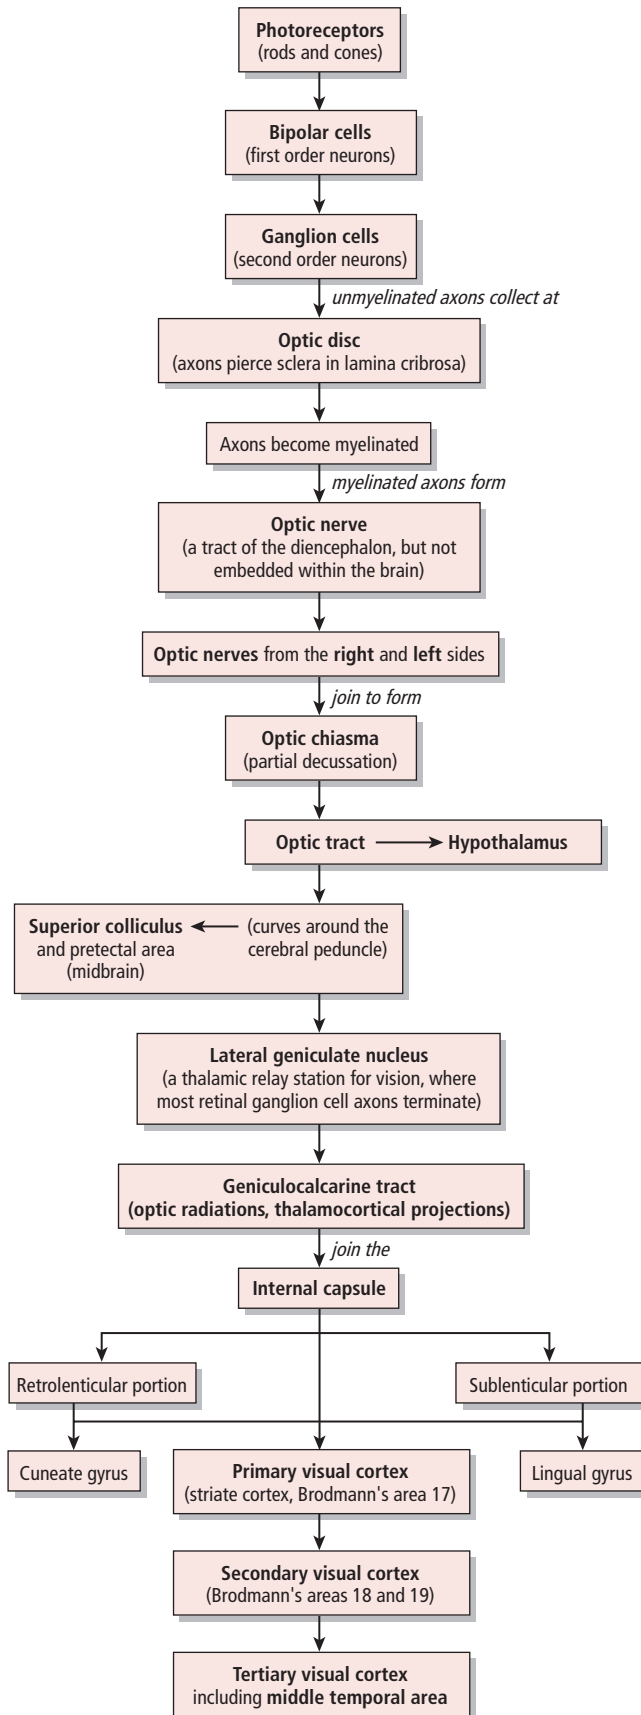 Photoreceptors
(rods and cones)
Bipolar cells
(first order neurons)
Ganglion cells
(second order neurons)
unmyelinated axons collect at
Optic disc
(axons pierce sclera in lamina cribrosa)
Axons become myelinated
myelinated axons form
Optic nerve
(a tract of the diencephalon, but not
embedded within the brain)
Optic nerves from the right and left sides
join to form
Optic chiasma
(partial decussation)
Optic tract Hypothalamus
Superior colliculus
and pretectal area
(midbrain)
(curves around the
cerebral peduncle)
Lateral geniculate nucleus
(a thalamic relay station for vision, where
most retinal ganglion cell axons terminate)
Geniculocalcarine tract
(optic radiations, thalamocortical projections)
join the
Internal capsule
Retrolenticular portion
Sublenticular portion
Cuneate gyrus
Primary visual cortex
(striate cortex, Brodmann's area 17)
Lingual gyrus
Secondary visual cortex
(Brodmann's areas 18 and 19)
Tertiary visual cortex
including middle temporal area